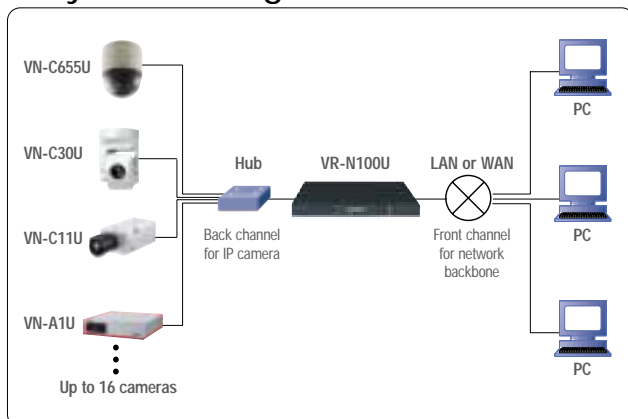 VN-C655U
VN-C30U
VN-C11U
VN-A1U
Up to 16 cameras
Hub
Back channel
for IP camera
VR-N100U
LAN or WAN
Front channel
for network
backbone
PC
PC
PC